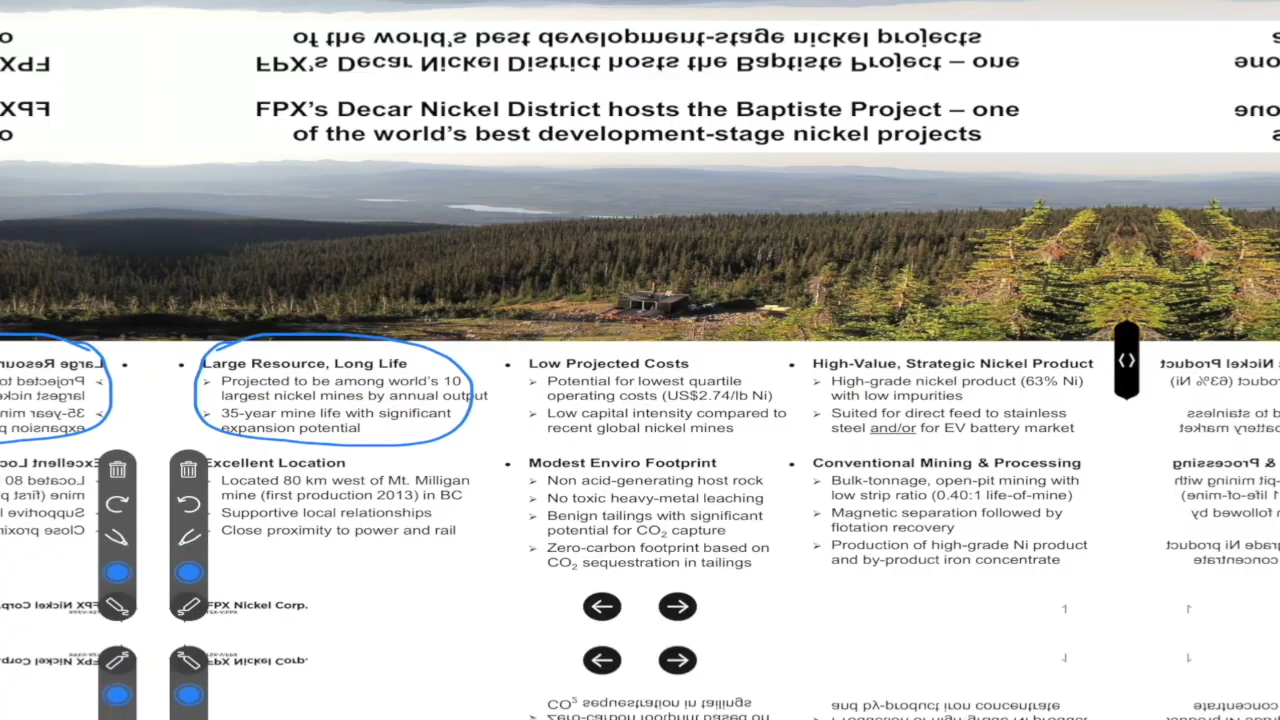 FPX's Decar Nickel District hosts the Baptiste Project – one
of the world's best development-stage nickel projects
• Large Resource, Long Life
➢ Projected to be among world's 10
largest nickel mines by annual output
➢ 35-year mine life with significant
expansion potential
• Low Projected Costs
➢ Potential for lowest quartile
operating costs (US$2.74/lb Ni)
➢ Low capital intensity compared to
recent global nickel mines
• High-Value, Strategic Nickel Product
➢ High-grade nickel product (63% Ni)
with low impurities
➢ Suited for direct feed to stainless
steel and/or for EV battery market
Excellent Location
Located 80 km west of Mt. Milligan
mine (first production 2013) in BC
Supportive local relationships
Close proximity to power and rail
• Modest Enviro Footprint
➢ Non acid-generating host rock
➢ No toxic heavy-metal leaching
➢ Benign tailings with significant
potential for CO₂ capture
➢ Zero-carbon footprint based on
CO₂ sequestration in tailings
• Conventional Mining & Processing
➢ Bulk-tonnage, open-pit mining with
low strip ratio (0.40:1 life-of-mine)
➢ Magnetic separation followed by
flotation recovery
➢ Production of high-grade Ni product
and by-product iron concentrate
FPX Nickel Corp.
1